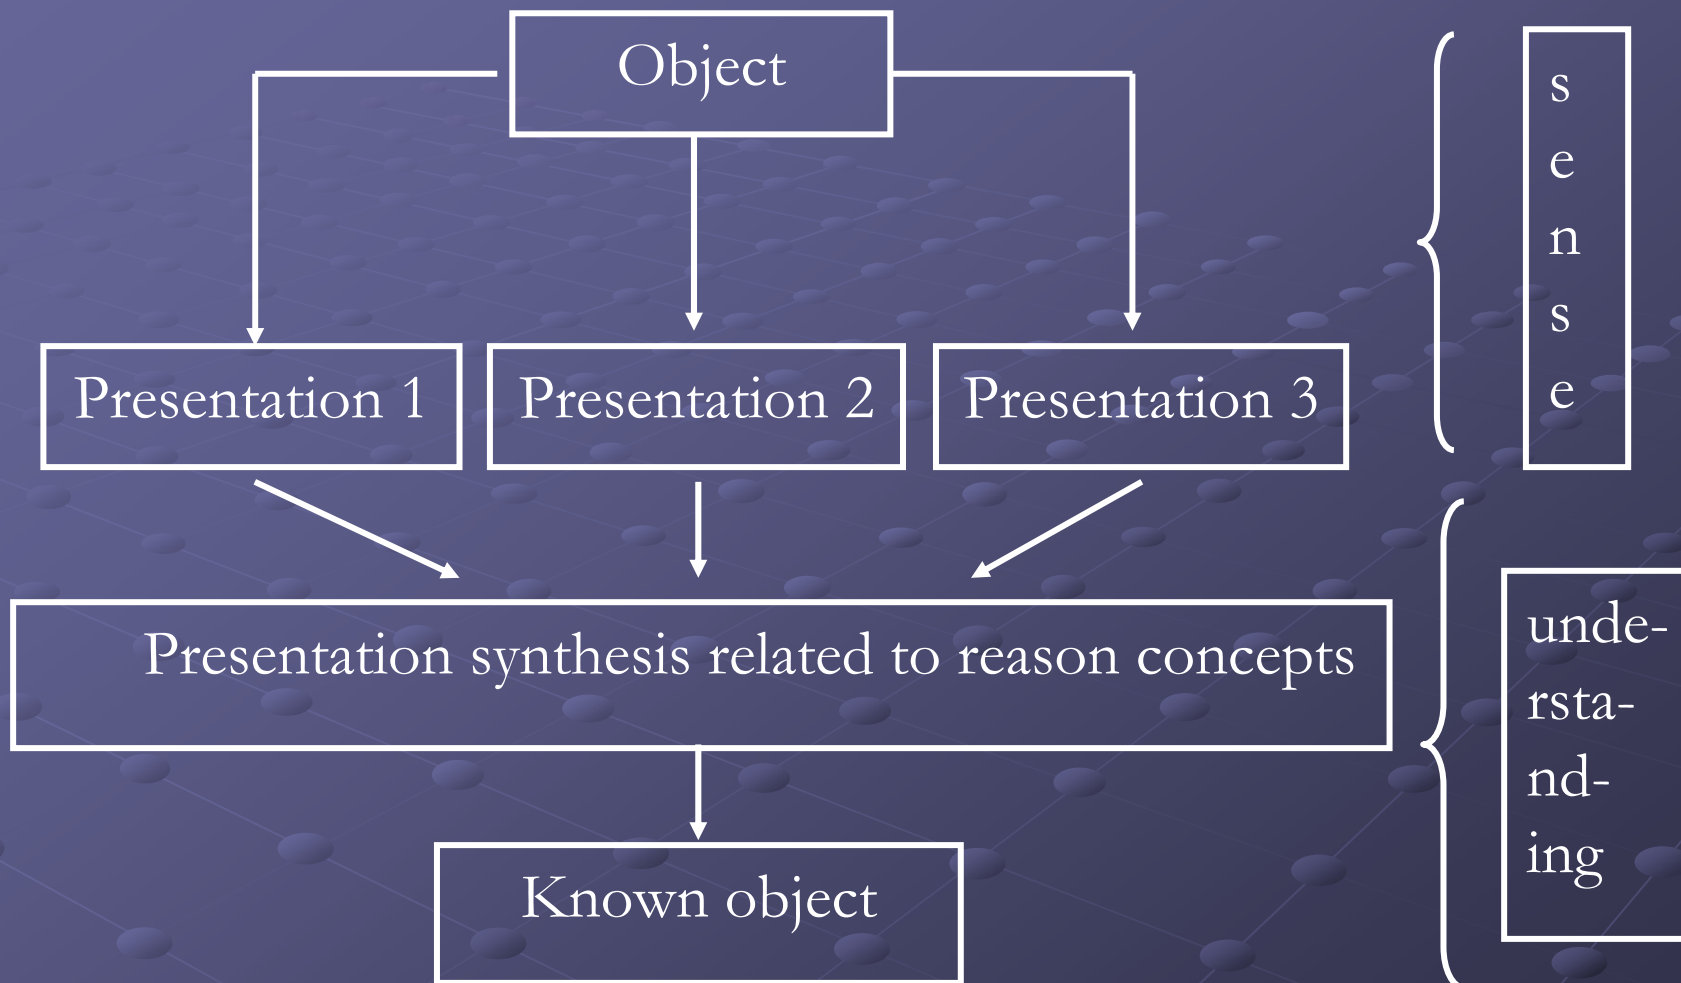 Object
s
e
n
s
e
Presentation 1
Presentation 2
Presentation 3
Presentation synthesis related to reason concepts
unde-
rsta-
nd-
ing
Known object